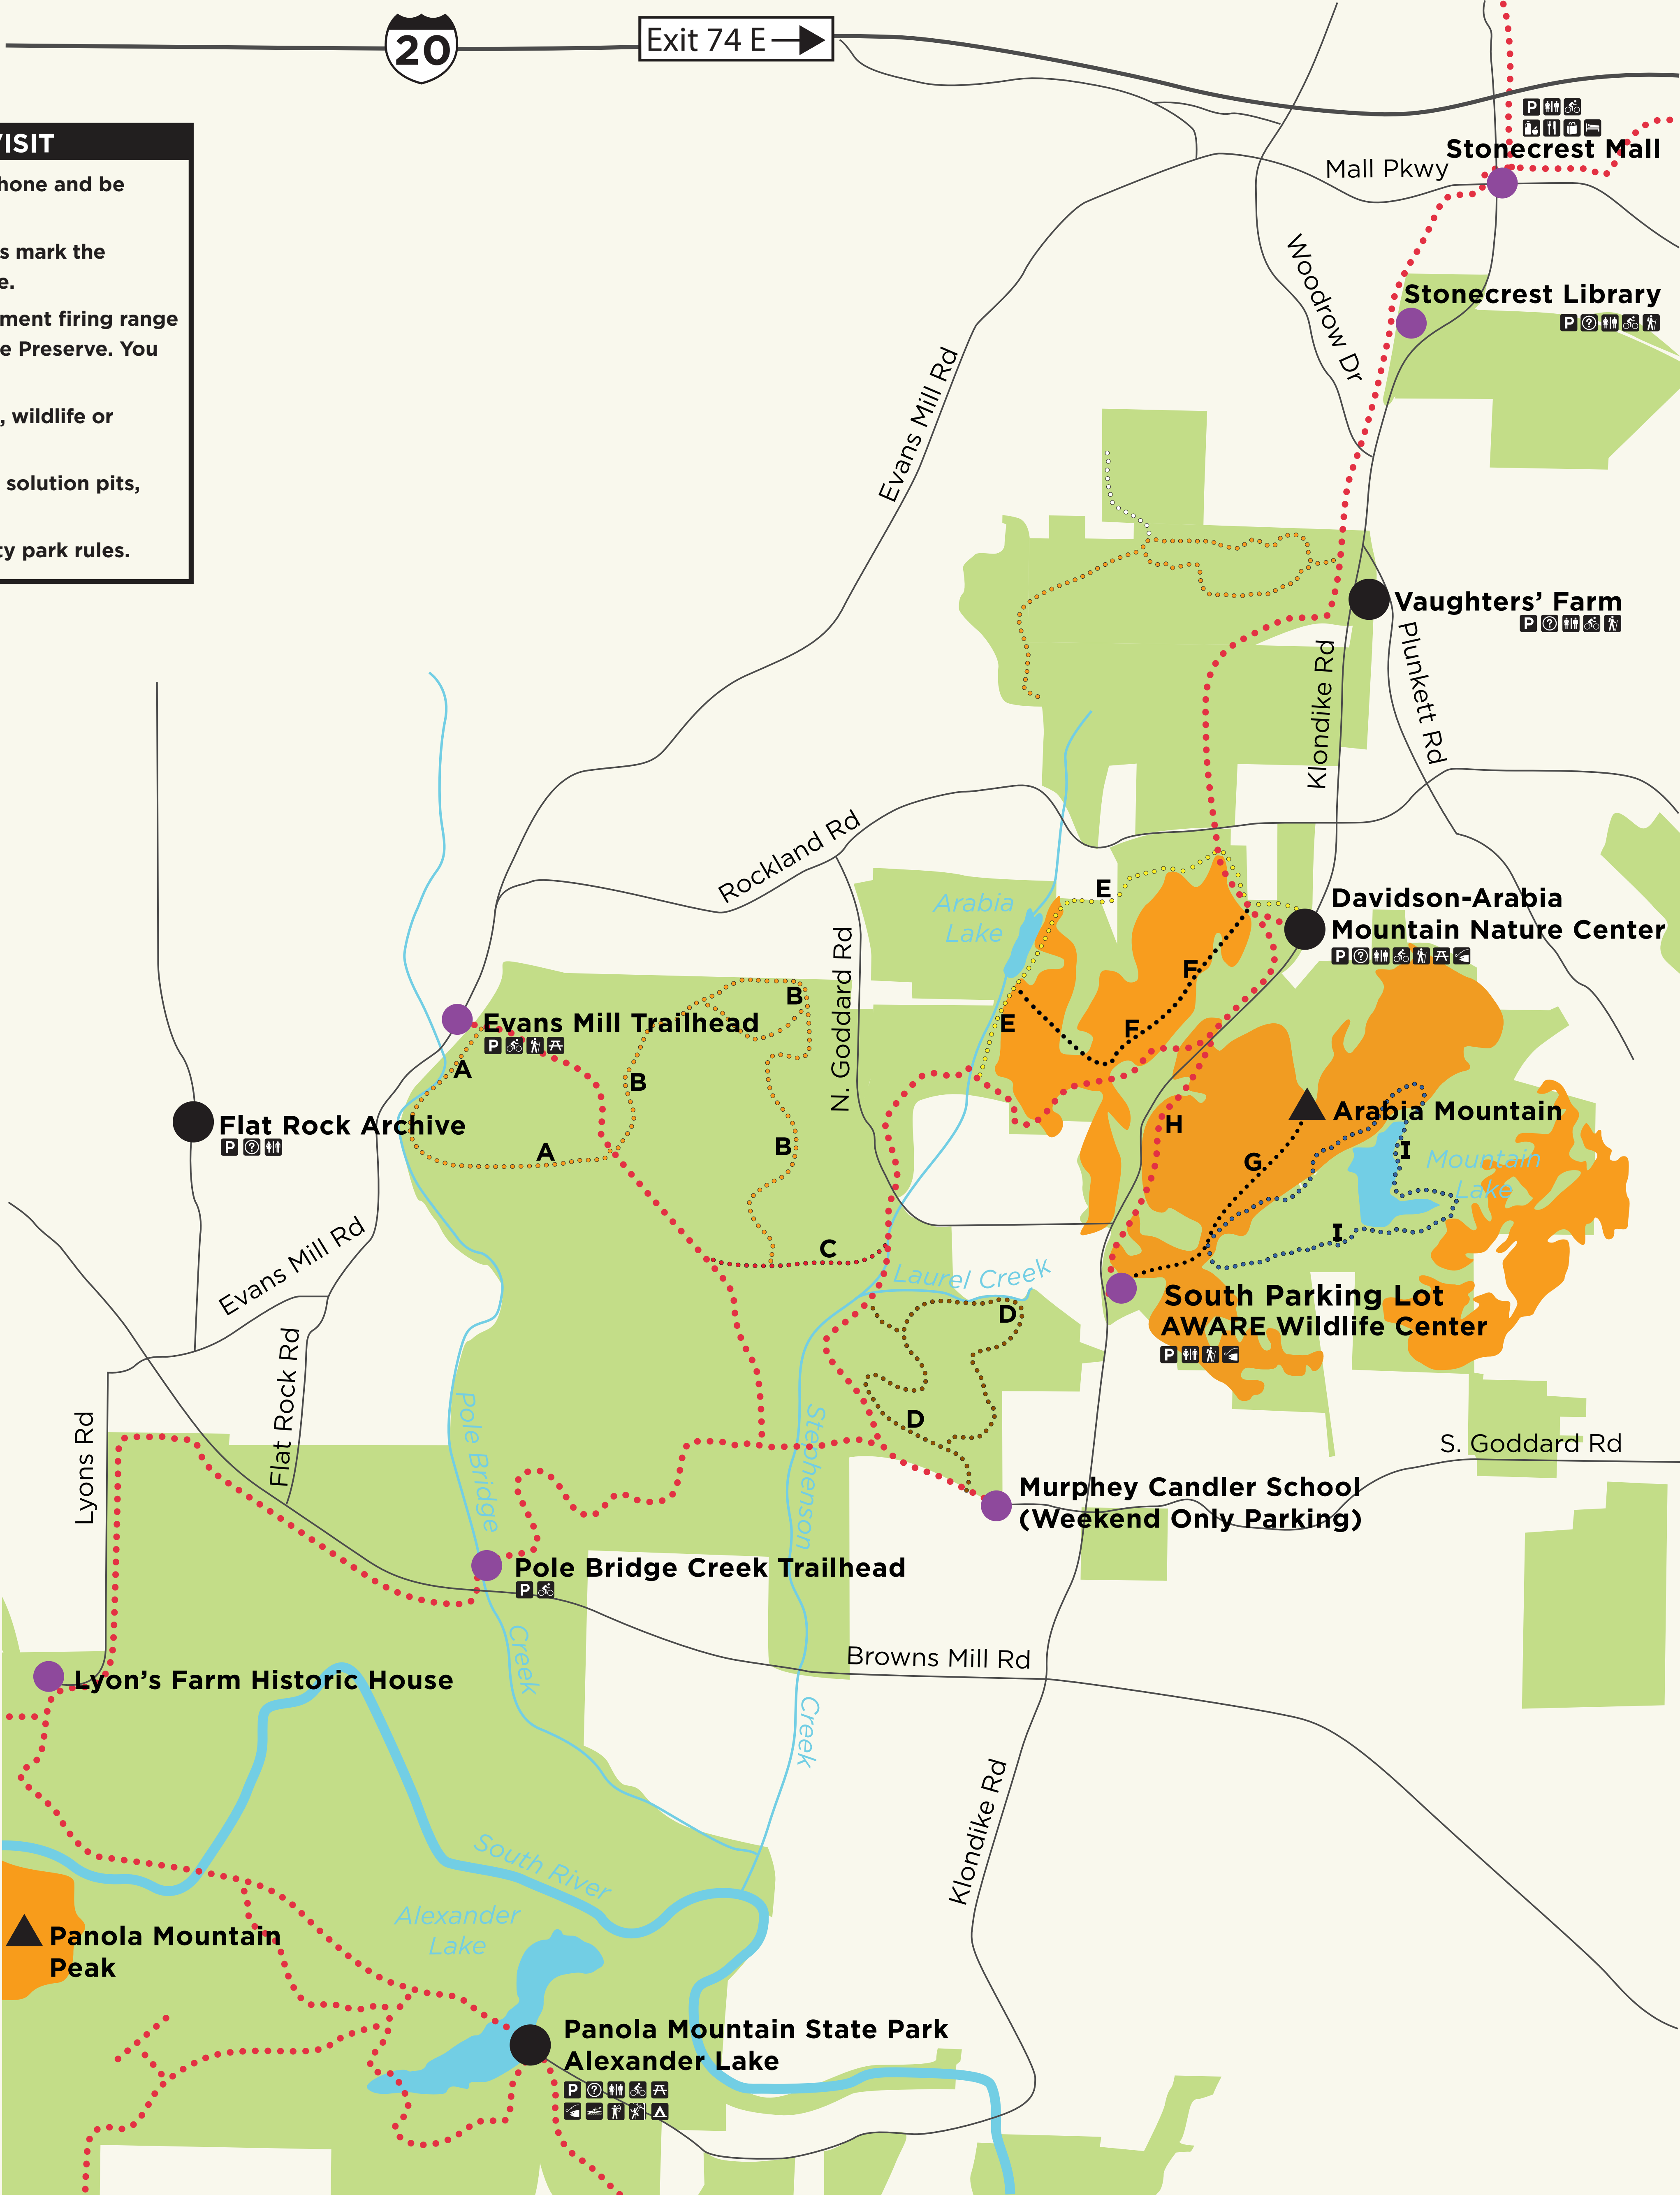 20
Exit 74 E
VISIT
hone and be
s mark the
e.
ment firing range
e Preserve. You
, wildlife or
solution pits,
ty park rules.
P
Stonecrest Mall
Mall Pkwy
Woodrow Dr
Stonecrest Library
P ?
Evans Mill Rd
Vaughters' Farm
P ?
Klondike Rd
Plunkett Rd
Rockland Rd
E
Arabia
Lake
N. Goddard Rd
Davidson-Arabia
Mountain Nature Center
P ?
F
B
E
F
Evans Mill Trailhead
P
A
B
Flat Rock Archive
P ?
A
B
Arabia Mountain
H
G
I
Mountain
Lake
I
C
Evans Mill Rd
Laurel Creek
D
South Parking Lot
AWARE Wildlife Center
P
Flat Rock Rd
Lyons Rd
Pole Bridge
Creek
Stephenson
Creek
D
S. Goddard Rd
Murphey Candler School
(Weekend Only Parking)
Pole Bridge Creek Trailhead
P
Browns Mill Rd
Lyon's Farm Historic House
Klondike Rd
South River
Alexander
Lake
Panola Mountain
Peak
Panola Mountain State Park
Alexander Lake
P ?